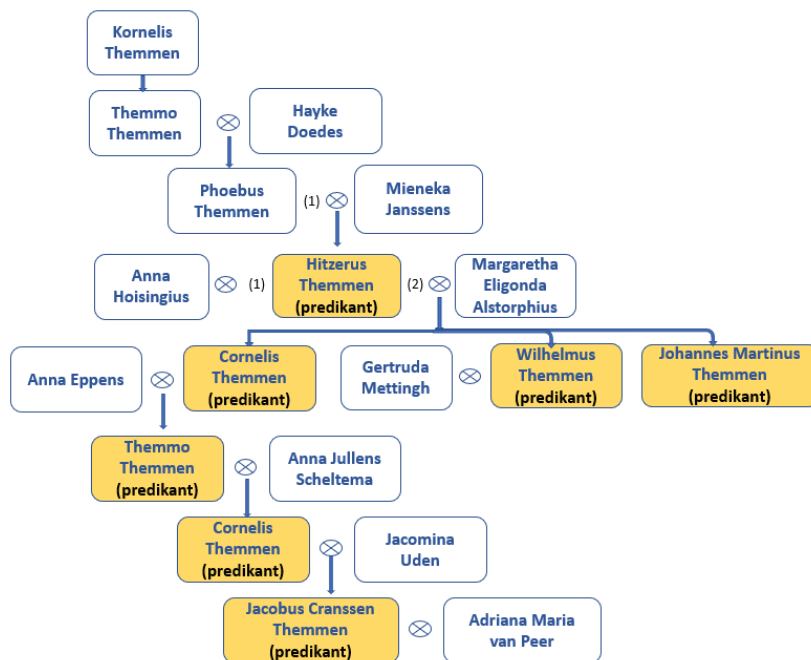 Kornelis
Themmen
Themmo
Themmen
Hayke
Doedes
Phoebus
Themmen
(1)
Mieneka
Janssens
Anna
Hoisingius
(1)
Hitzerus
Themmen
(predikant)
(2)
Margaretha
Eligonda
Alstorphius
Anna Eppens
Cornelis
Themmen
(predikant)
Gertruda
Mettingh
Wilhelmus
Themmen
(predikant)
Johannes Martinus
Themmen
(predikant)
Themmo
Themmen
(predikant)
Anna Jullens
Scheltema
Cornelis
Themmen
(predikant)
Jacomina
Uden
Jacobus Cranssen
Themmen
(predikant)
Adriana Maria
van Peer